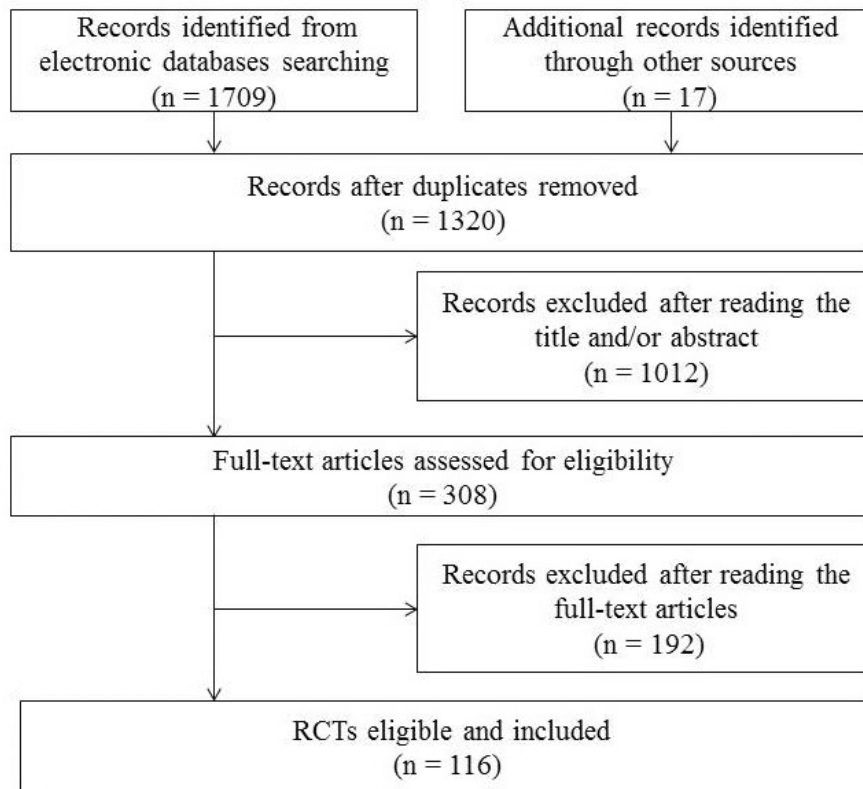 Records identified from
electronic databases searching
(n = 1709)
Additional records identified
through other sources
(n = 17)
Records after duplicates removed
(n = 1320)
Records excluded after reading the
title and/or abstract
(n = 1012)
Full-text articles assessed for eligibility
(n = 308)
Records excluded after reading the
full-text articles
(n = 192)
RCTs eligible and included
(n = 116)